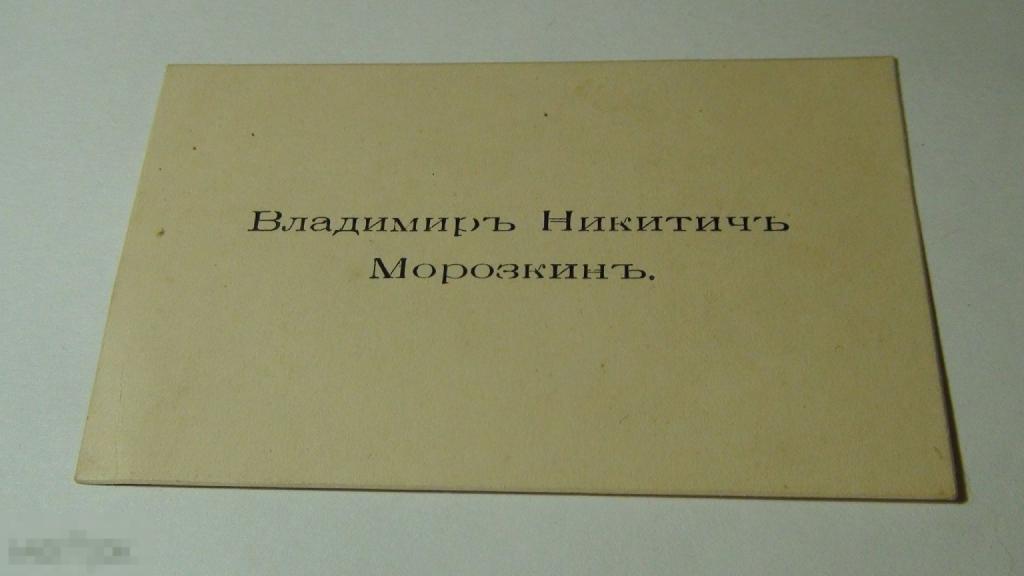 Владимиръ Никитичъ
Морозкинъ.